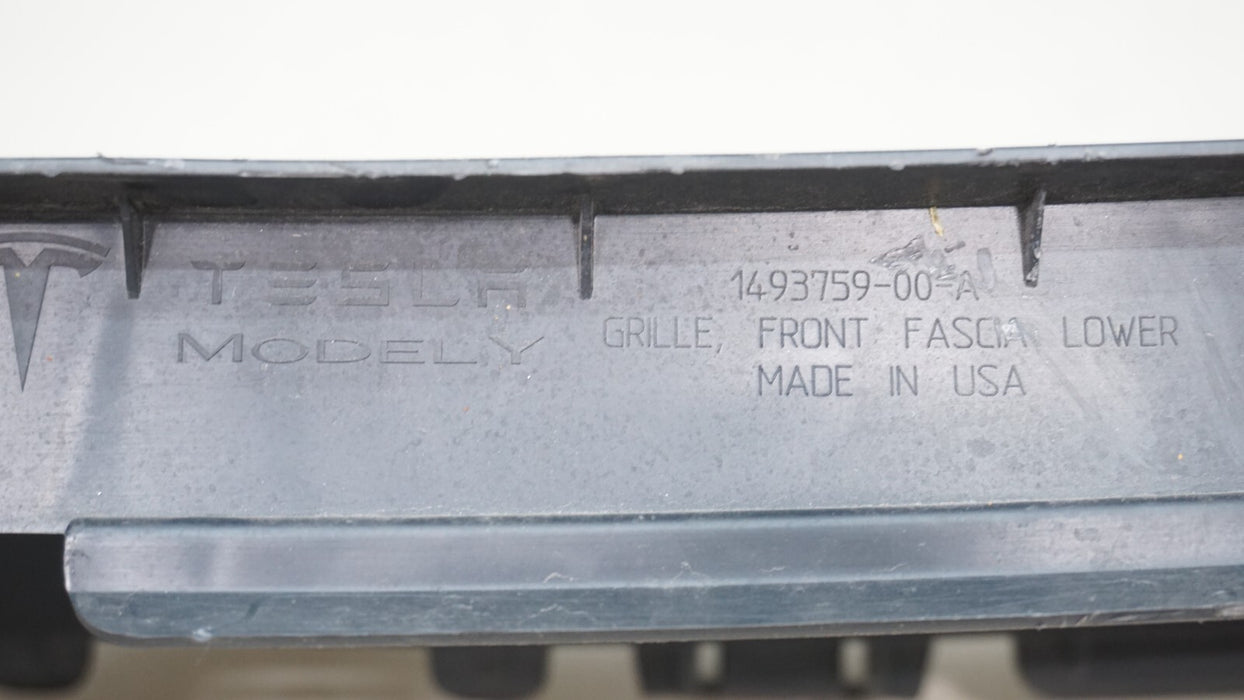 TESLA
MODEL Y
1493759-00-A
GRILLE, FRONT FASCIA LOWER
MADE IN USA